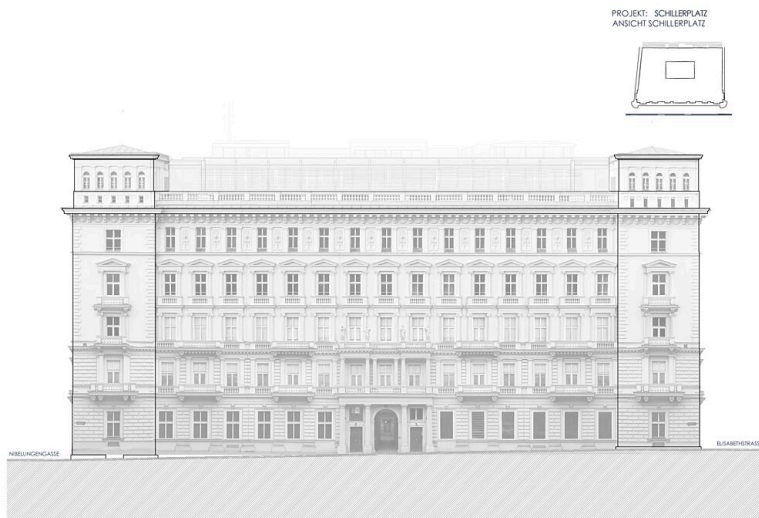 PROJEKT: SCHILLERPLATZ
ANSICHT SCHILLERPLATZ
NIBELUNGENGASSE
ELISABETHSTRASS